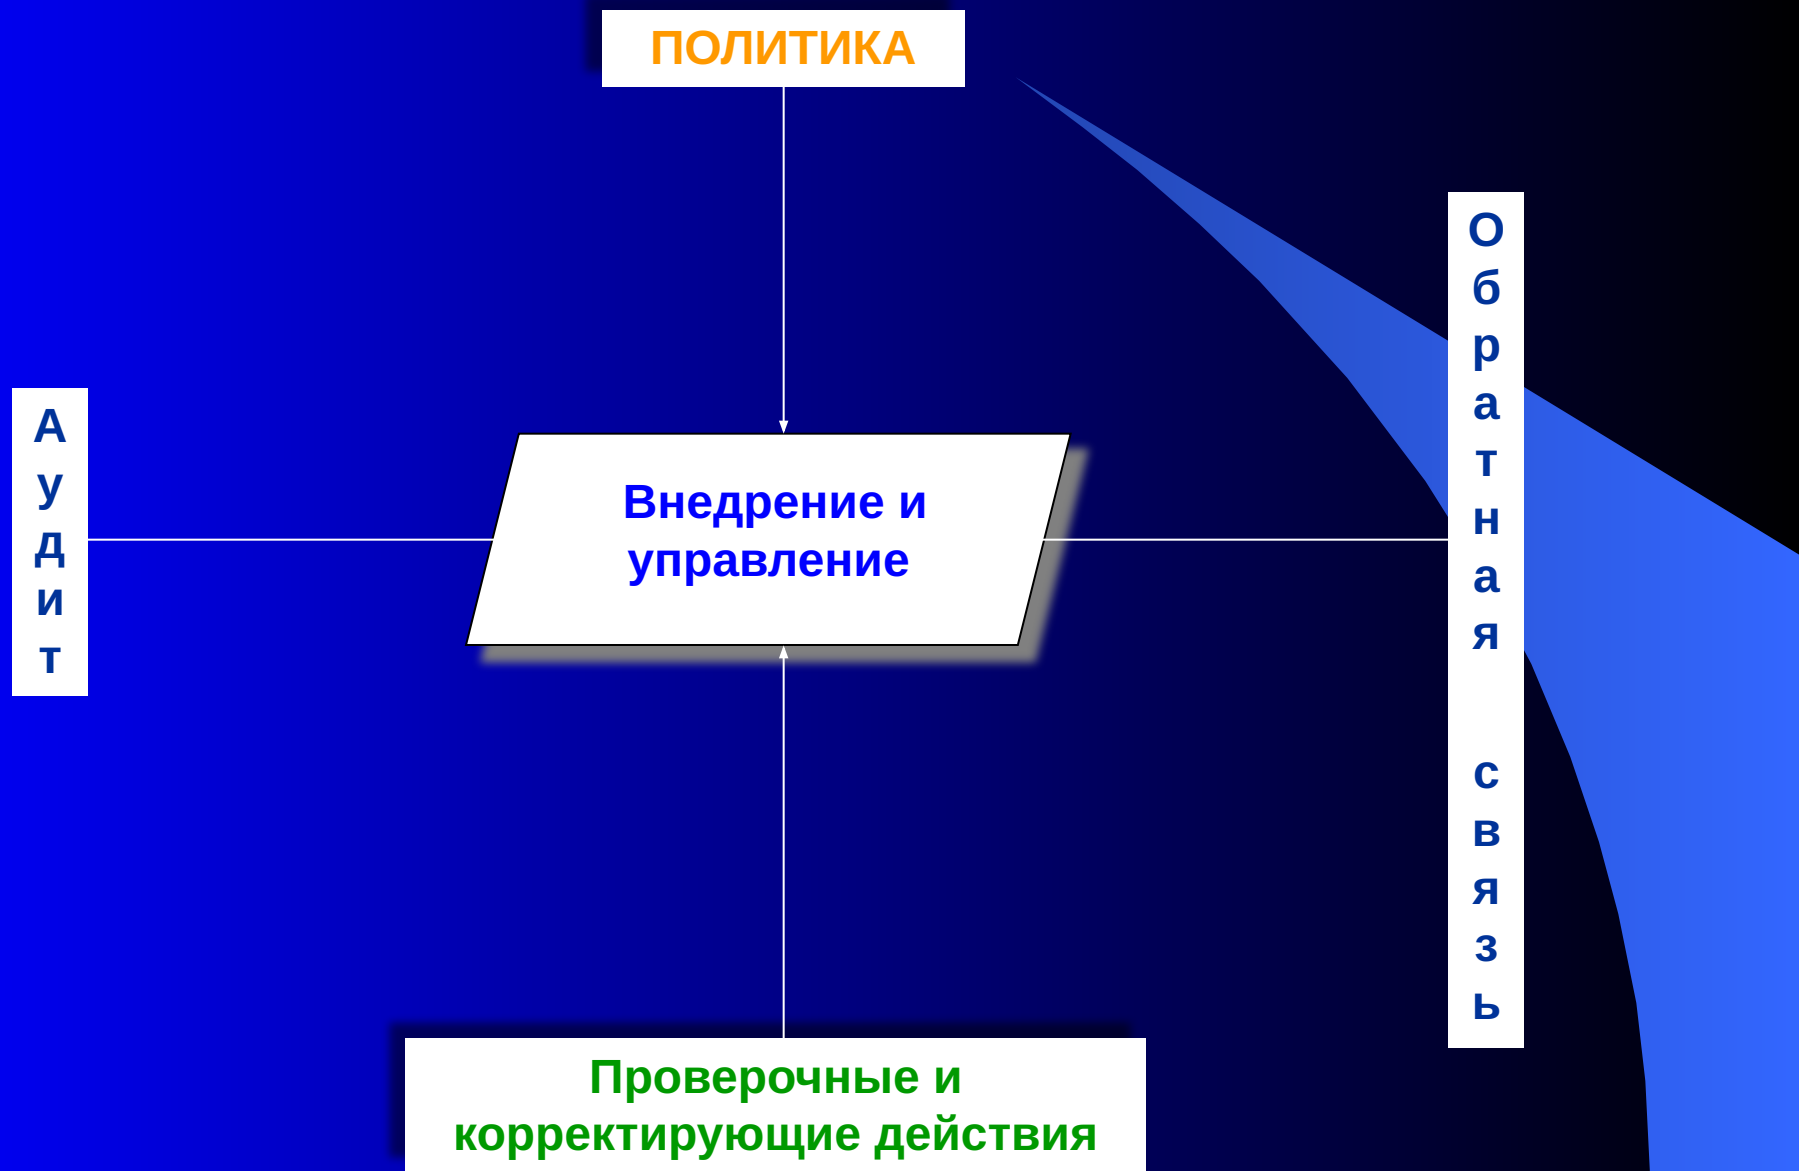 ПОЛИТИКА
Аудит
Внедрение и
управление
Обратная связь
Проверочные и
корректирующие действия